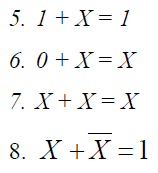 5. 1 + X = 1
6. 0 + X = X
7. X + X = X
8. X + X̅ = 1